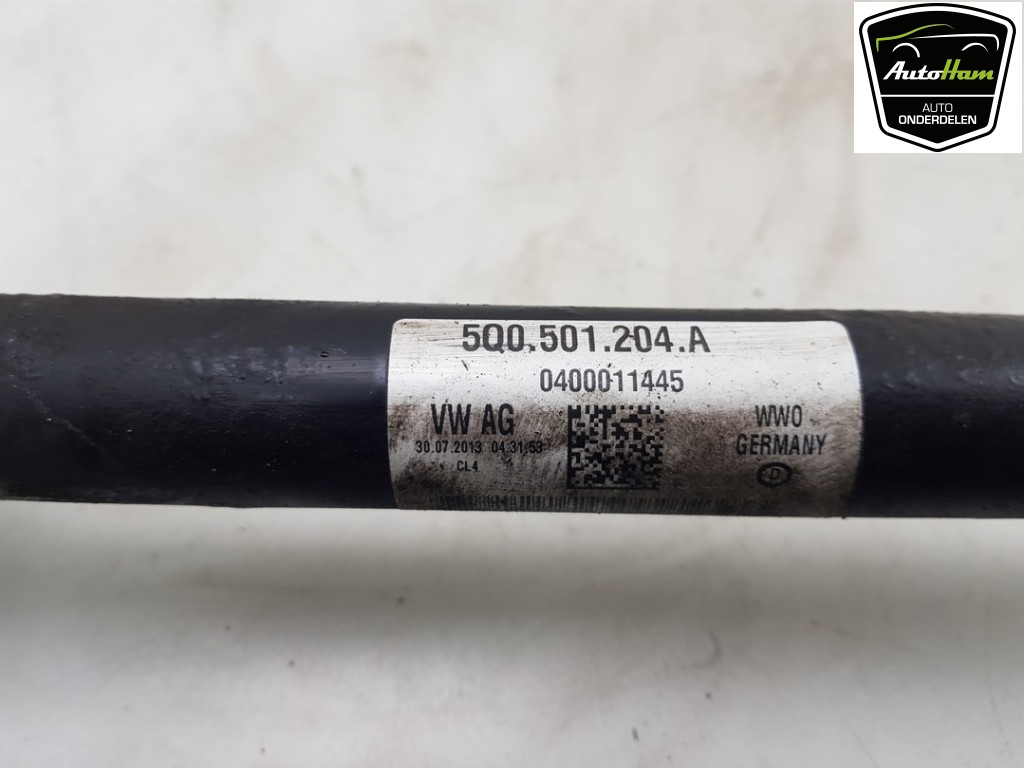 AutoHam
AUTO
ONDERDELEN
5Q0.501.204.A
0400011445
VW AG
30.07.2013 04:31:53
CL4
WWO
GERMANY
D